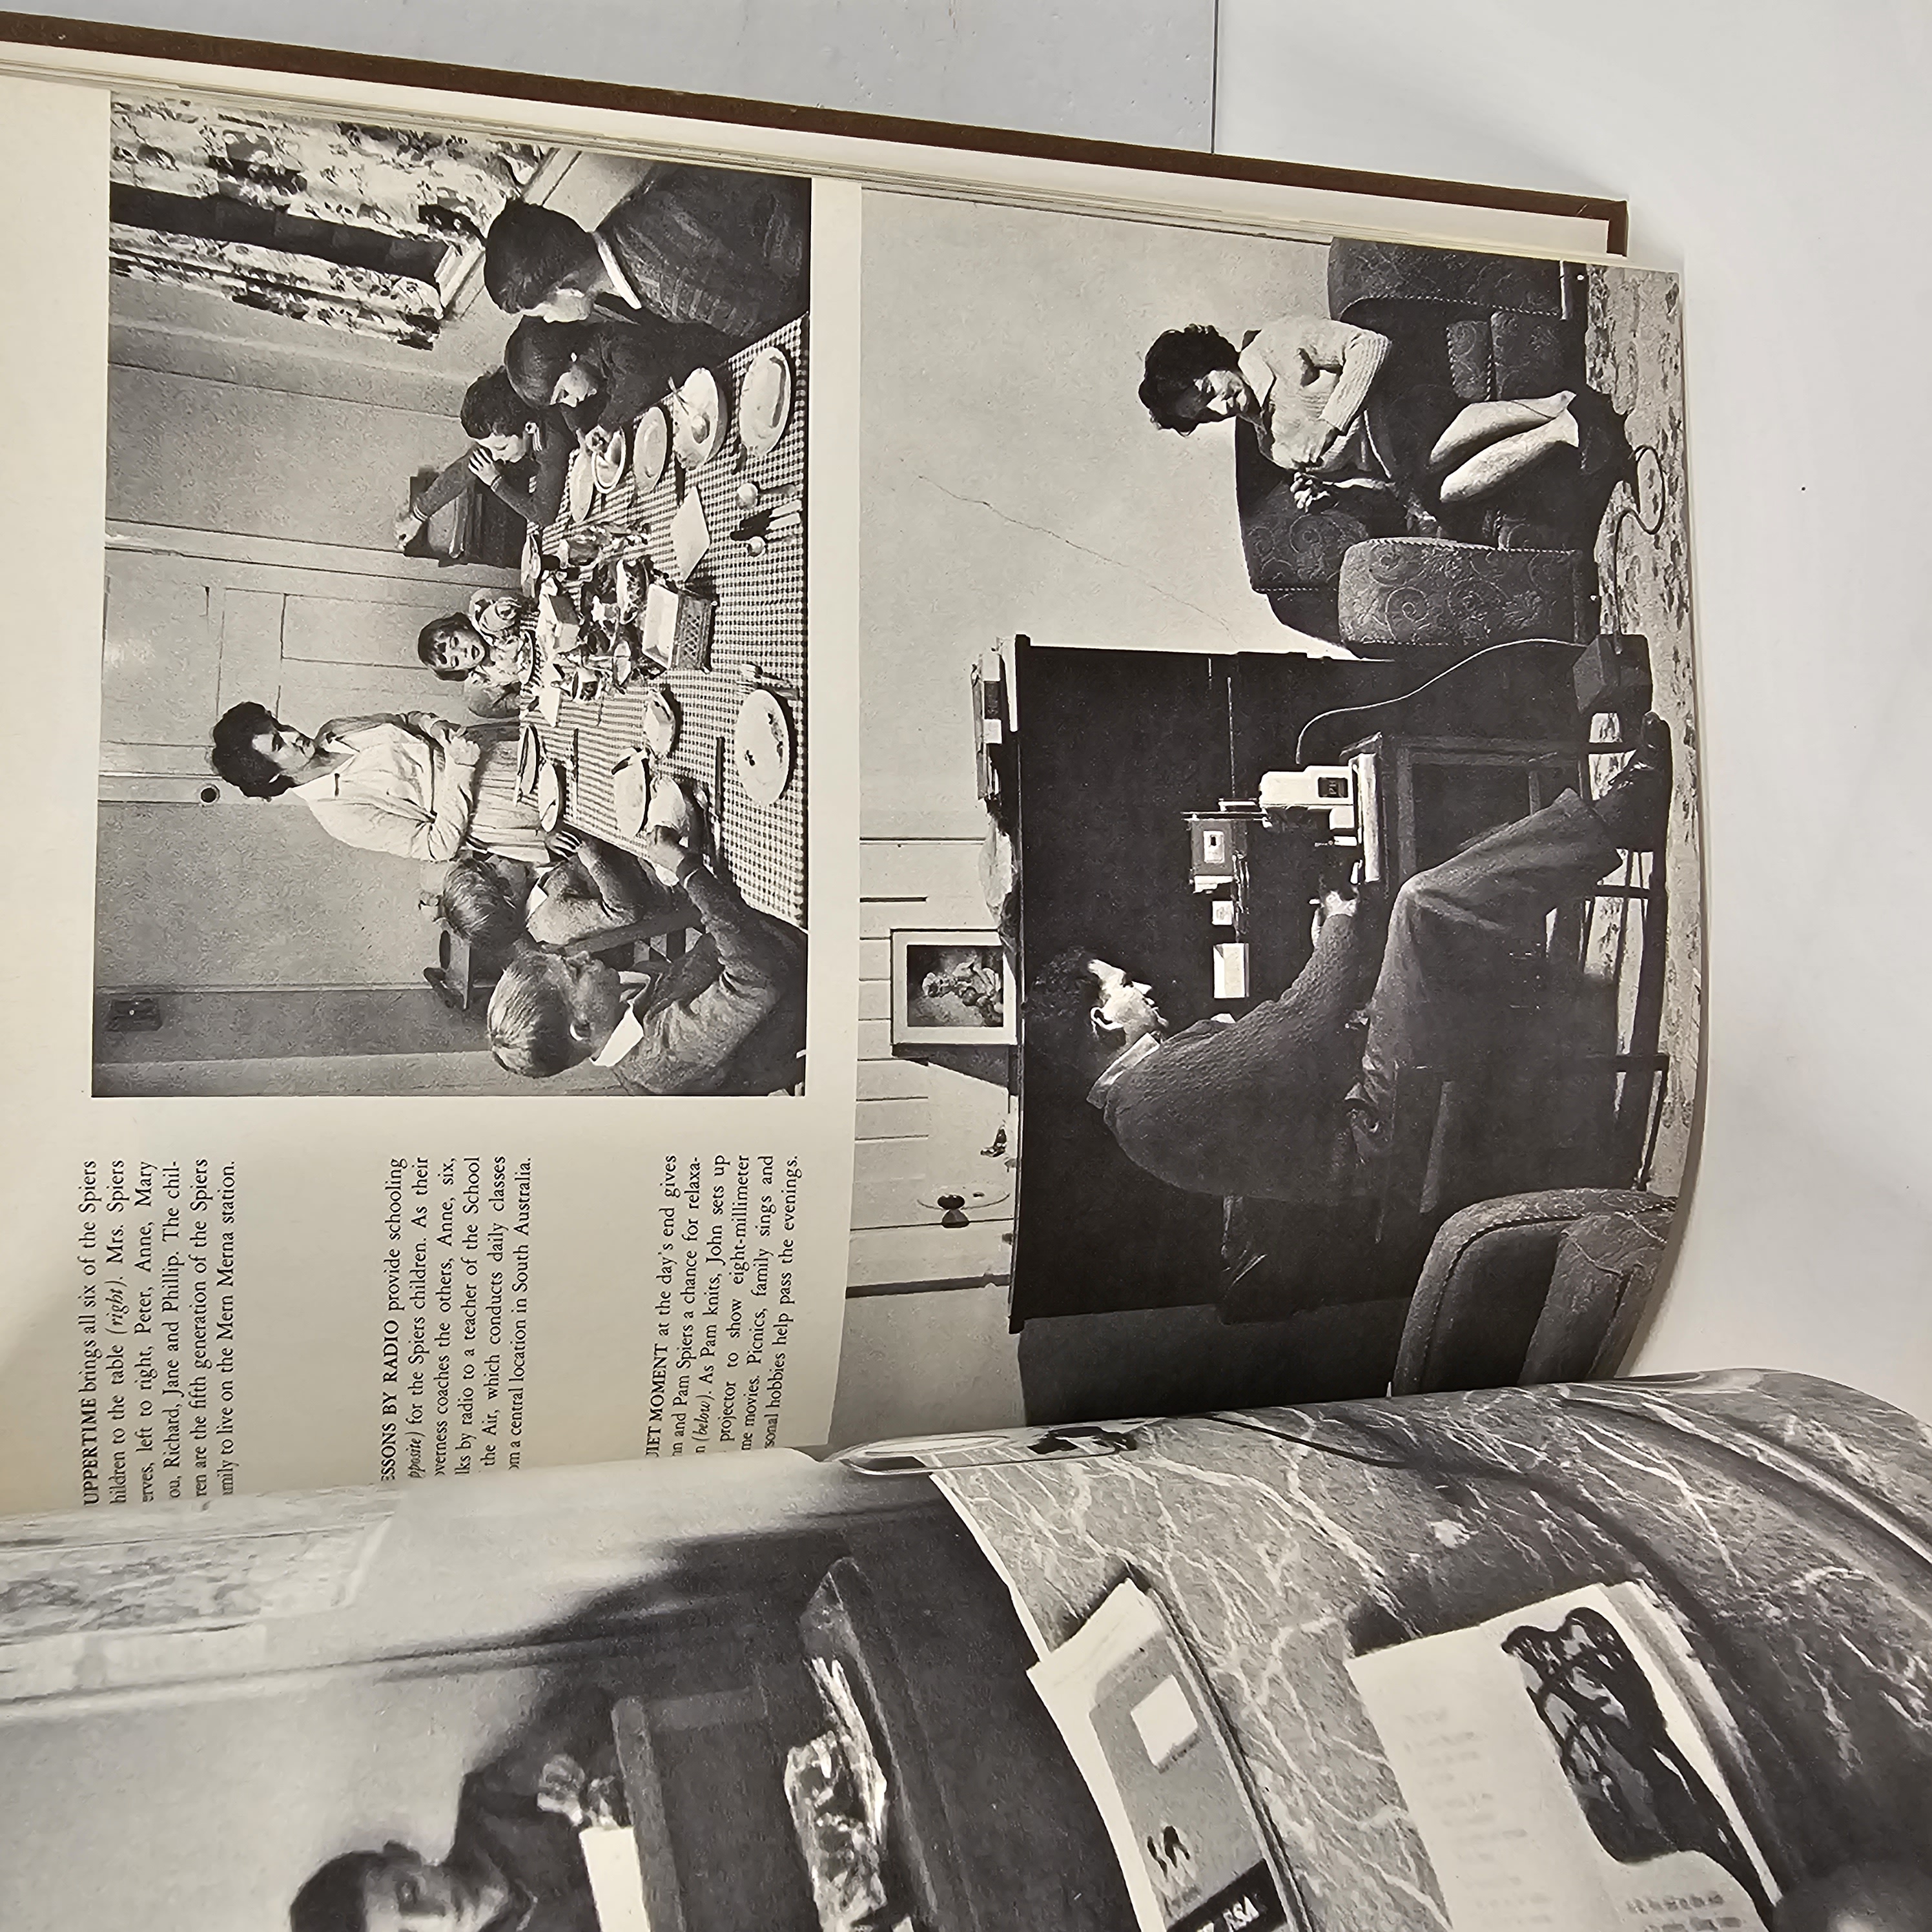 UPPERTIME brings all six of the Spiers
hildren to the table (right). Mrs. Spiers
erves, left to right, Peter, Anne, Mary
ou, Richard, Jane and Phillip. The chil-
ren are the fifth generation of the Spiers
amily to live on the Mern Merna station.
ESSONS BY RADIO provide schooling
pposite) for the Spiers children. As their
overness coaches the others, Anne, six,
lks by radio to a teacher of the School
the Air, which conducts daily classes
om a central location in South Australia.
UIET MOMENT at the day's end gives
hn and Pam Spiers a chance for relaxa-
n (below). As Pam knits, John sets up
projector to show eight-millimeter
me movies. Picnics, family sings and
rsonal hobbies help pass the evenings.